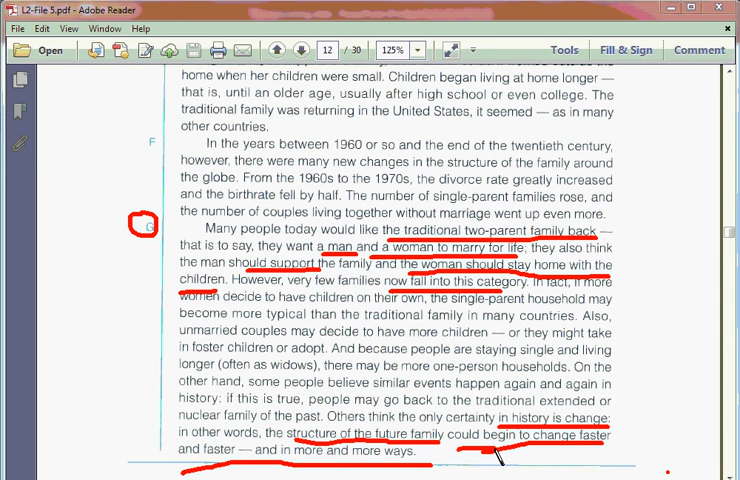 L2-File 5.pdf - Adobe Reader
File Edit View Window Help
Open 12 / 30 125% Tools Fill & Sign Comment
home when her children were small. Children began living at home longer —
that is, until an older age, usually after high school or even college. The
traditional family was returning in the United States, it seemed — as in many
other countries.
F In the years between 1960 or so and the end of the twentieth century,
however, there were many new changes in the structure of the family around
the globe. From the 1960s to the 1970s, the divorce rate greatly increased
and the birthrate fell by half. The number of single-parent families rose, and
the number of couples living together without marriage went up even more.
G Many people today would like the traditional two-parent family back —
that is to say, they want a man and a woman to marry for life; they also think
the man should support the family and the woman should stay home with the
children. However, very few families now fall into this category. In fact, if more
women decide to have children on their own, the single-parent household may
become more typical than the traditional family in many countries. Also,
unmarried couples may decide to have more children — or they might take
in foster children or adopt. And because people are staying single and living
longer (often as widows), there may be more one-person households. On the
other hand, some people believe similar events happen again and again in
history: if this is true, people may go back to the traditional extended or
nuclear family of the past. Others think the only certainty in history is change:
in other words, the structure of the future family could begin to change faster
and faster — and in more and more ways.